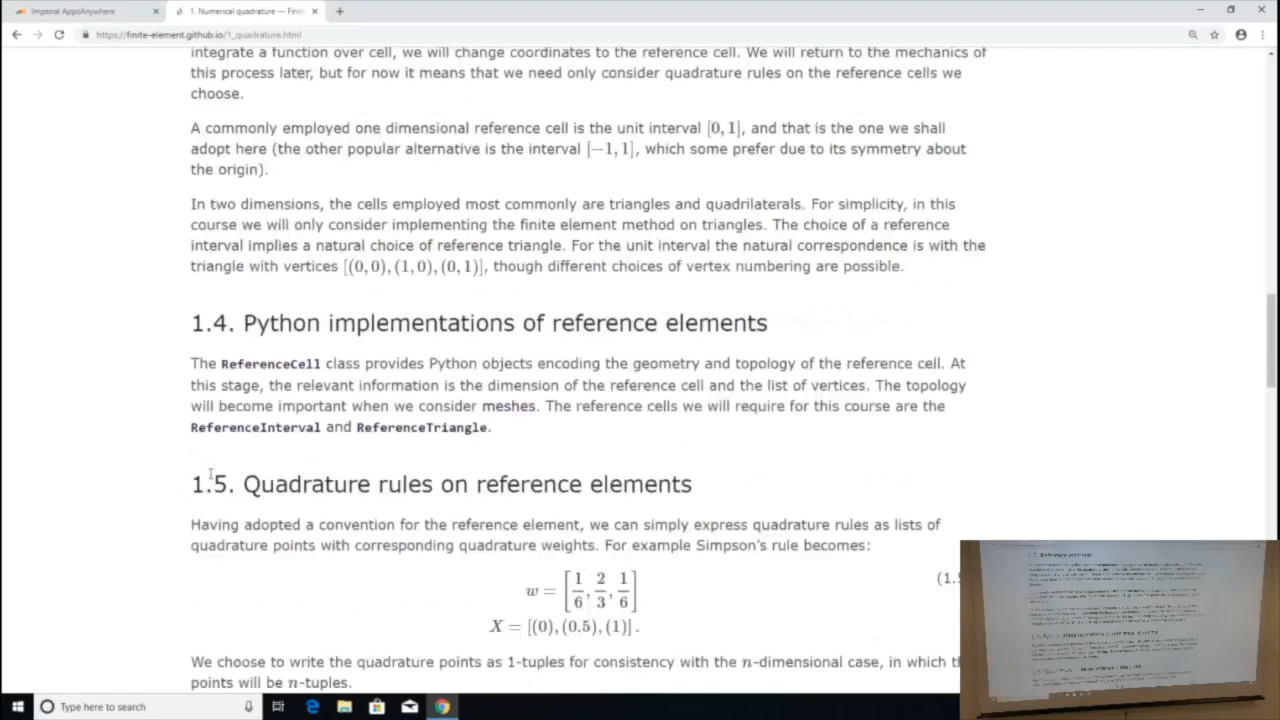 Imperial AppsAnywhere
1. Numerical quadrature — Fini
https://finite-element.github.io/1_quadrature.html
integrate a function over cell, we will change coordinates to the reference cell. We will return to the mechanics of
this process later, but for now it means that we need only consider quadrature rules on the reference cells we
choose.
A commonly employed one dimensional reference cell is the unit interval [0, 1], and that is the one we shall
adopt here (the other popular alternative is the interval [−1, 1], which some prefer due to its symmetry about
the origin).
In two dimensions, the cells employed most commonly are triangles and quadrilaterals. For simplicity, in this
course we will only consider implementing the finite element method on triangles. The choice of a reference
interval implies a natural choice of reference triangle. For the unit interval the natural correspondence is with the
triangle with vertices [(0, 0), (1, 0), (0, 1)], though different choices of vertex numbering are possible.
1.4. Python implementations of reference elements
The ReferenceCell class provides Python objects encoding the geometry and topology of the reference cell. At
this stage, the relevant information is the dimension of the reference cell and the list of vertices. The topology
will become important when we consider meshes. The reference cells we will require for this course are the
ReferenceInterval and ReferenceTriangle.
1.5. Quadrature rules on reference elements
Having adopted a convention for the reference element, we can simply express quadrature rules as lists of
quadrature points with corresponding quadrature weights. For example Simpson's rule becomes:
w = [1/6, 2/3, 1/6]
X = [(0), (0.5), (1)].
We choose to write the quadrature points as 1-tuples for consistency with the n-dimensional case, in which
points will be n-tuples.
Type here to search